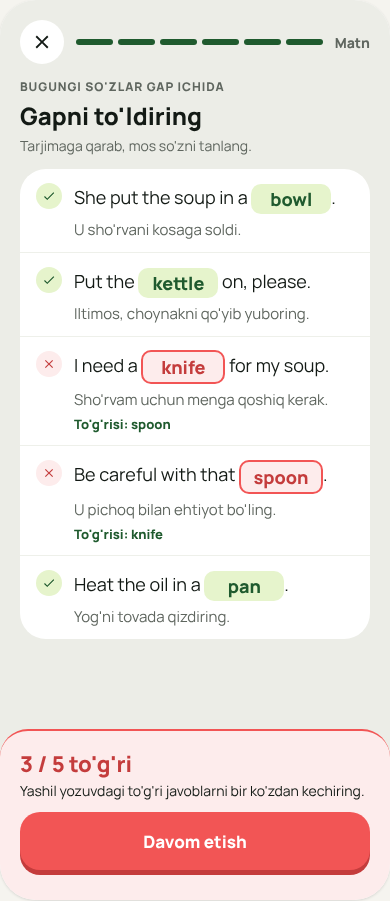 Matn
BUGUNGI SO'ZLAR GAP ICHIDA
Gapni to'ldiring
Tarjimaga qarab, mos so'zni tanlang.
She put the soup in a bowl.
U sho'rvani kosaga soldi.
Put the kettle on, please.
Iltimos, choynakni qo'yib yuboring.
I need a knife for my soup.
Sho'rvam uchun menga qoshiq kerak.
To'g'risi: spoon
Be careful with that spoon.
U pichoq bilan ehtiyot bo'ling.
To'g'risi: knife
Heat the oil in a pan.
Yog'ni tovada qizdiring.
3 / 5 to'g'ri
Yashil yozuvdagi to'g'ri javoblarni bir ko'zdan kechiring.
Davom etish